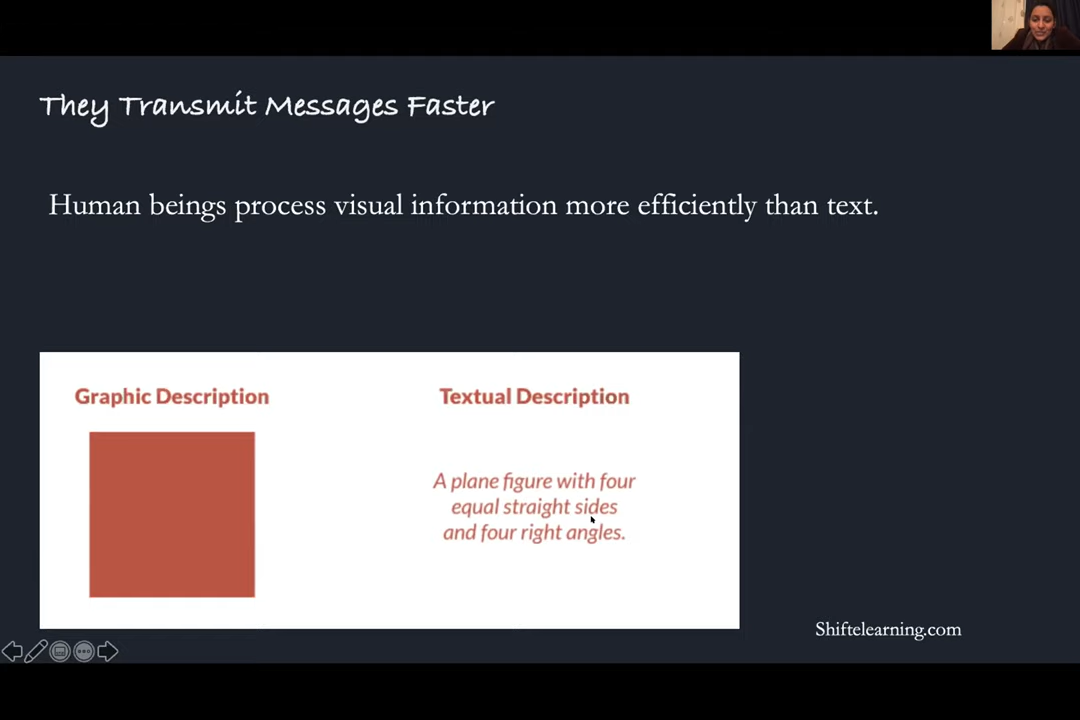 They Transmit Messages Faster
Human beings process visual information more efficiently than text.
Graphic Description
Textual Description
A plane figure with four
equal straight sides
and four right angles.
Shiftelearning.com